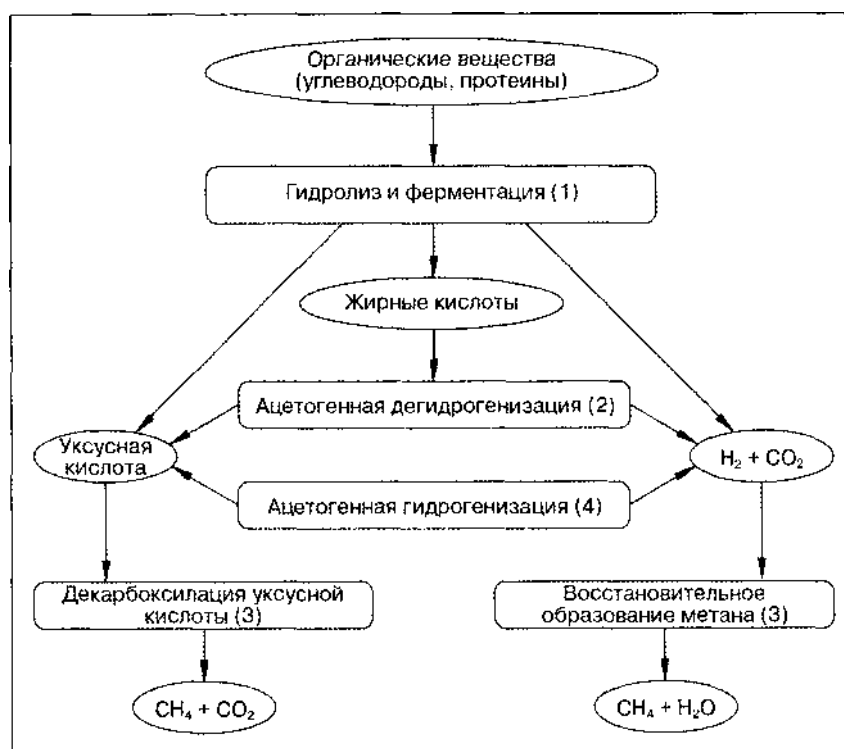 Органические вещества
(углеводороды, протеины)
Гидролиз и ферментация (1)
Жирные кислоты
Ацетогенная дегидрогенизация (2)
Уксусная
кислота
H₂ + CO₂
Ацетогенная гидрогенизация (4)
Декарбоксилация уксусной
кислоты (3)
Восстановительное
образование метана (3)
CH₄ + CO₂
CH₄ + H₂O